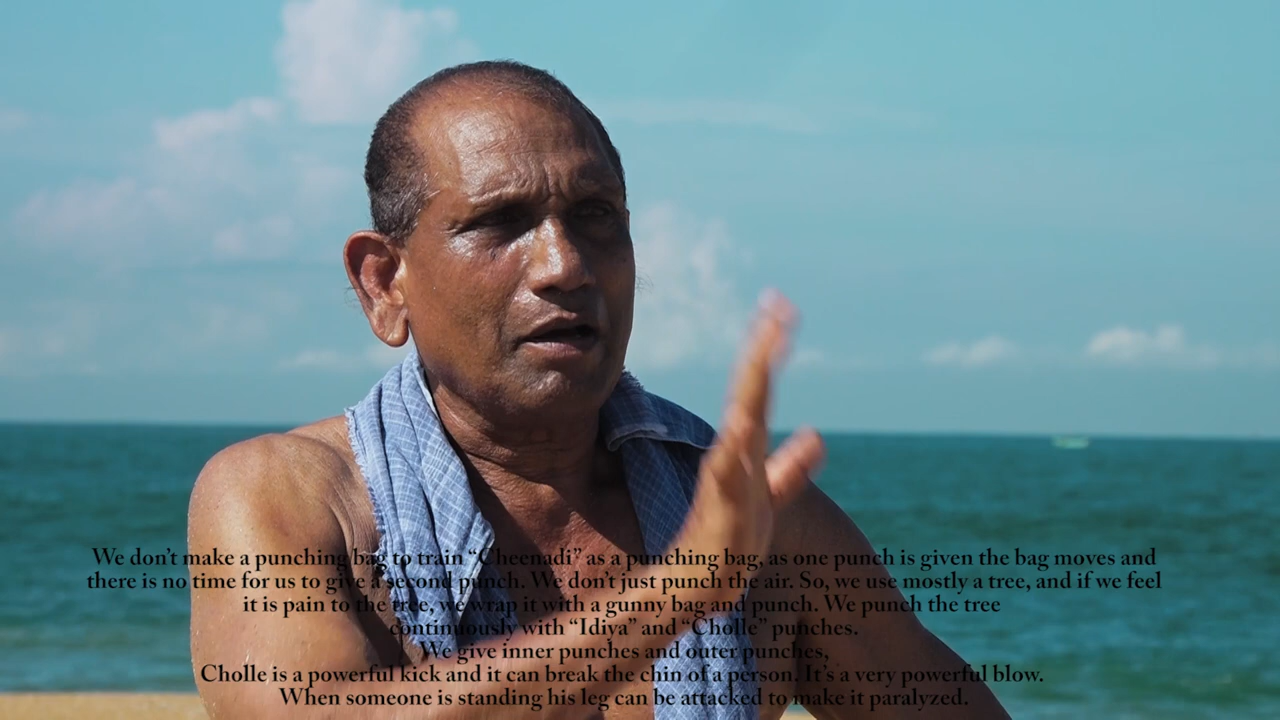 We don't make a punching bag to train “Cheenadi” as a punching bag, as one punch is given the bag moves and
there is no time for us to give a second punch. We don't just punch the air. So, we use mostly a tree, and if we feel
it is pain to the tree, we wrap it with a gunny bag and punch. We punch the tree
continuously with “Idiya” and “Cholle” punches.
We give inner punches and outer punches,
Cholle is a powerful kick and it can break the chin of a person. It's a very powerful blow.
When someone is standing his leg can be attacked to make it paralyzed.